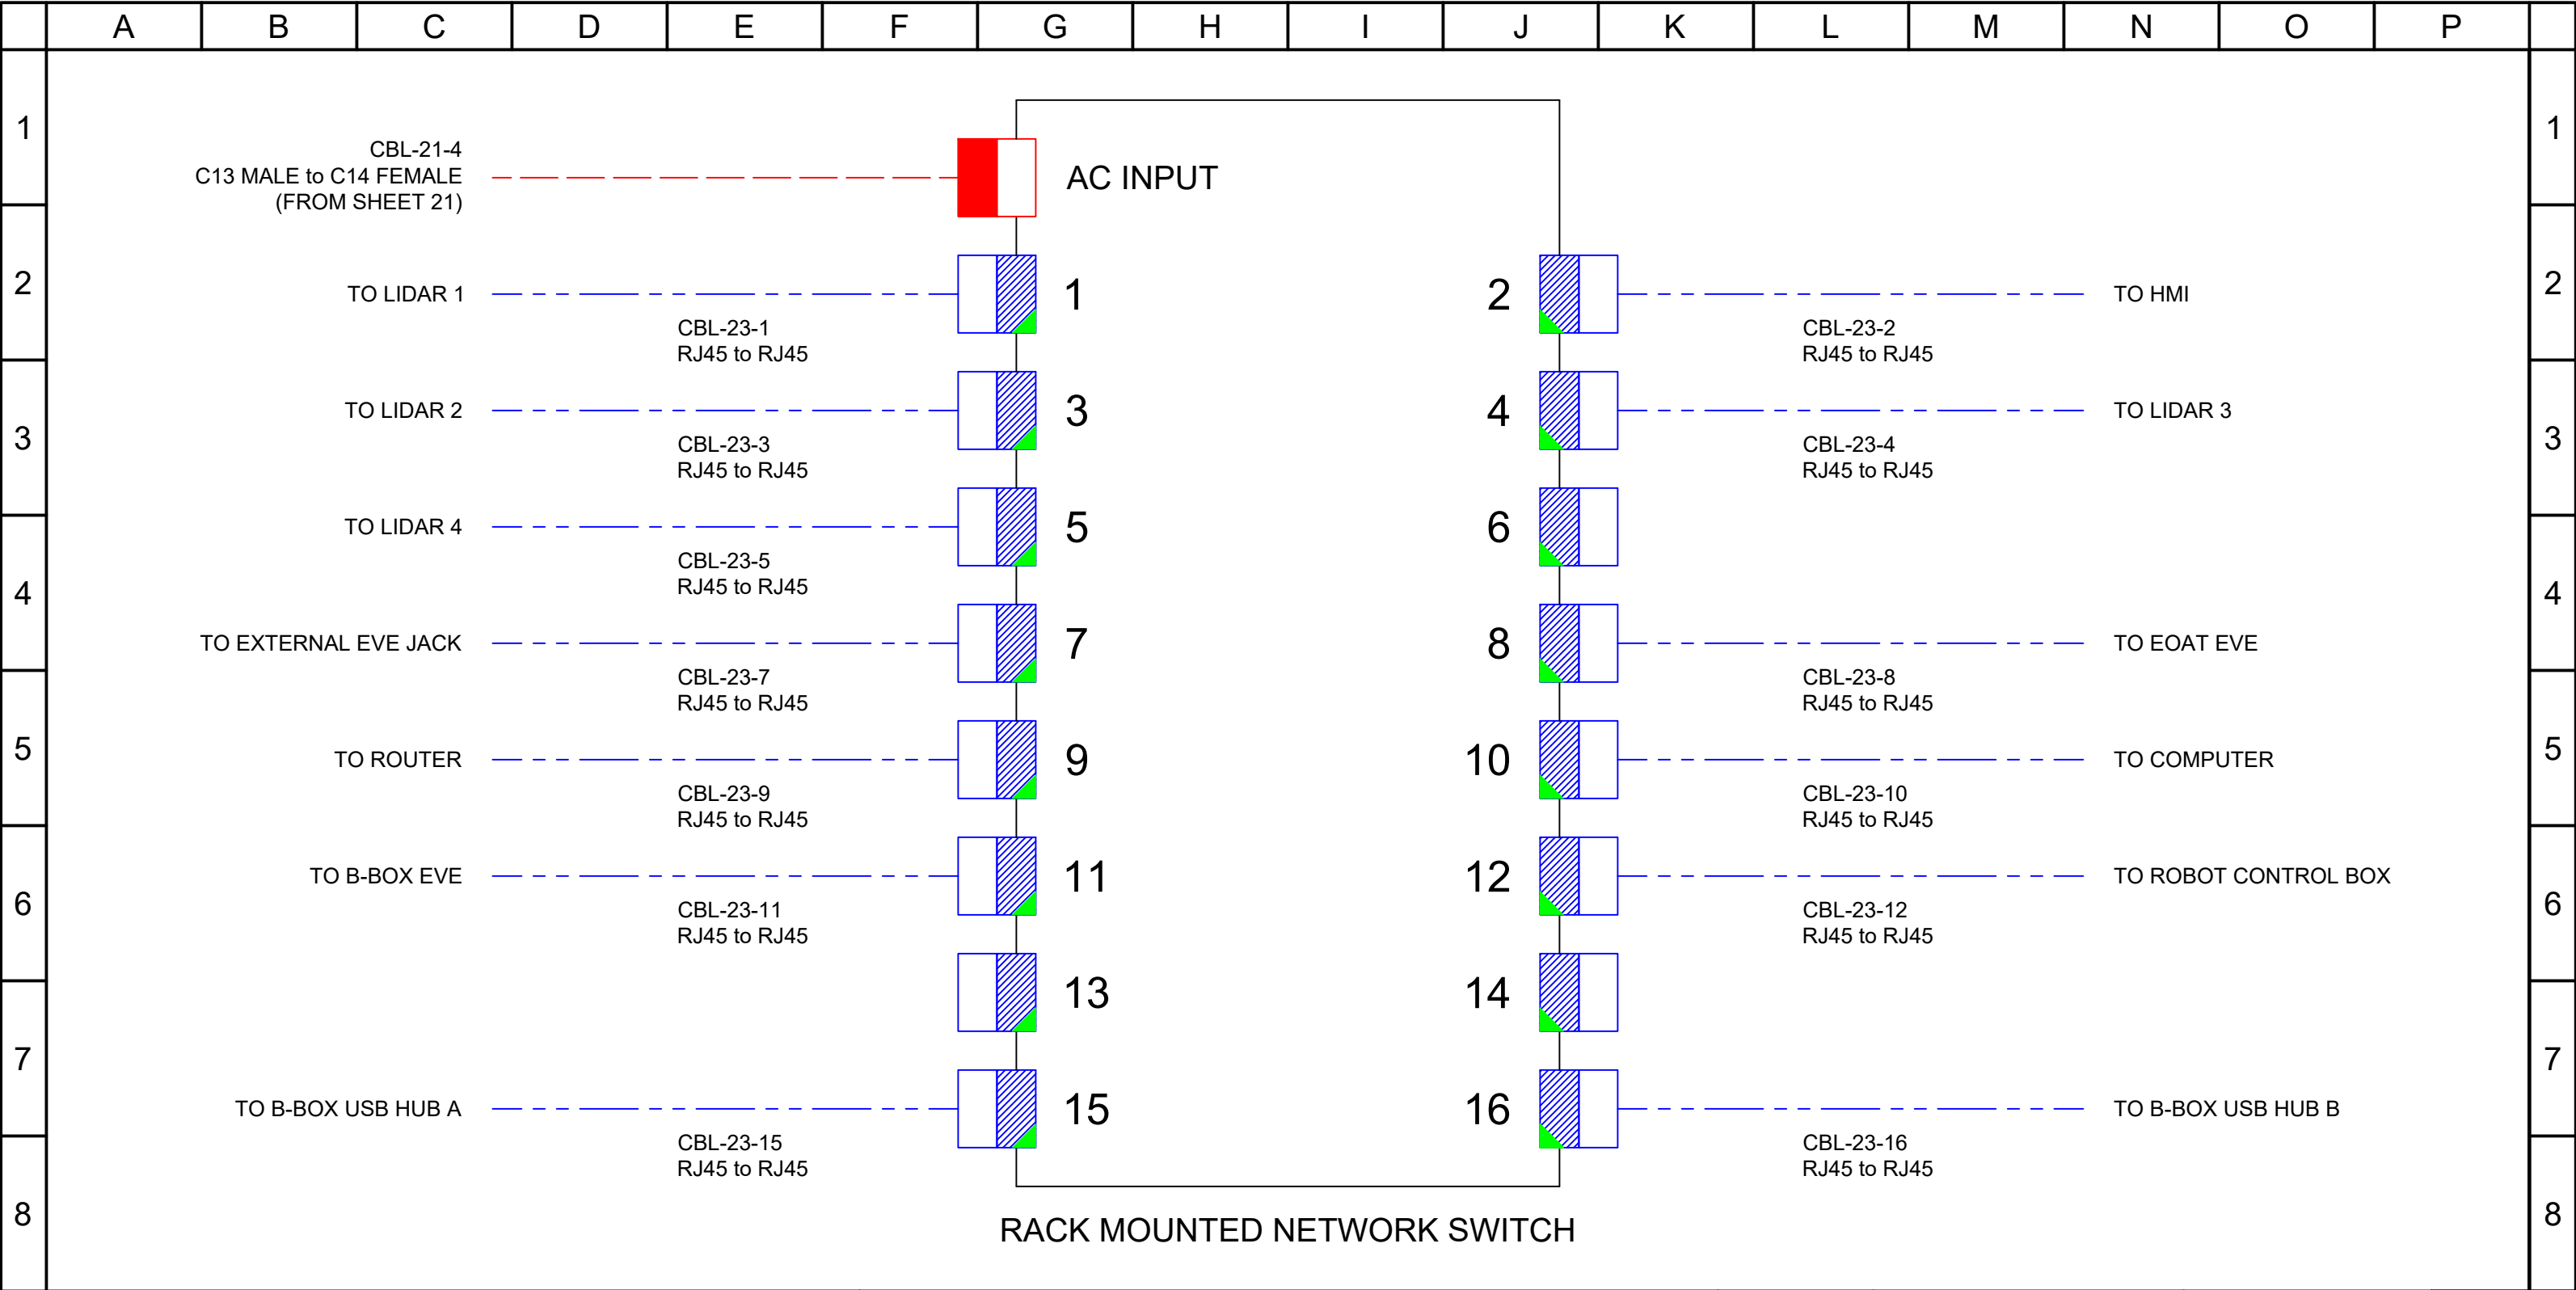 A B C D E F G H I J K L M N O P
1 1
CBL-21-4
C13 MALE to C14 FEMALE
(FROM SHEET 21)
AC INPUT
2 2
TO LIDAR 1
1
2
TO HMI
CBL-23-1
RJ45 to RJ45
CBL-23-2
RJ45 to RJ45
3 3
TO LIDAR 2
3
4
TO LIDAR 3
CBL-23-3
RJ45 to RJ45
CBL-23-4
RJ45 to RJ45
TO LIDAR 4
5
6
CBL-23-5
RJ45 to RJ45
4 4
TO EXTERNAL EVE JACK
7
8
TO EOAT EVE
CBL-23-7
RJ45 to RJ45
CBL-23-8
RJ45 to RJ45
5 5
TO ROUTER
9
10
TO COMPUTER
CBL-23-9
RJ45 to RJ45
CBL-23-10
RJ45 to RJ45
TO B-BOX EVE
11
12
TO ROBOT CONTROL BOX
6 6
CBL-23-11
RJ45 to RJ45
CBL-23-12
RJ45 to RJ45
13
14
7 7
TO B-BOX USB HUB A
15
16
TO B-BOX USB HUB B
CBL-23-15
RJ45 to RJ45
CBL-23-16
RJ45 to RJ45
8 8
RACK MOUNTED NETWORK SWITCH